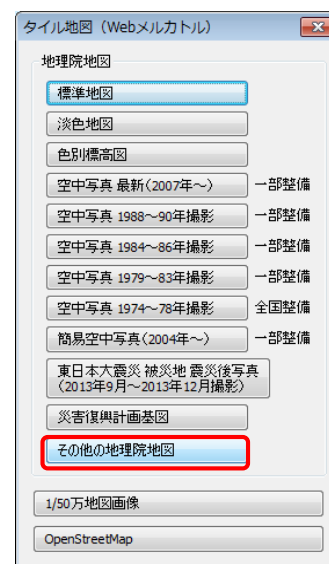 タイル地図（Webメルカトル）
地理院地図
標準地図
淡色地図
色別標高図
空中写真 最新(2007年～) 一部整備
空中写真 1988～90年撮影 一部整備
空中写真 1984～86年撮影 一部整備
空中写真 1979～83年撮影 一部整備
空中写真 1974～78年撮影 全国整備
簡易空中写真(2004年～) 一部整備
東日本大震災 被災地 震災後写真
(2013年9月～2013年12月撮影)
災害復興計画基図
その他の地理院地図
1/50万地図画像
OpenStreetMap